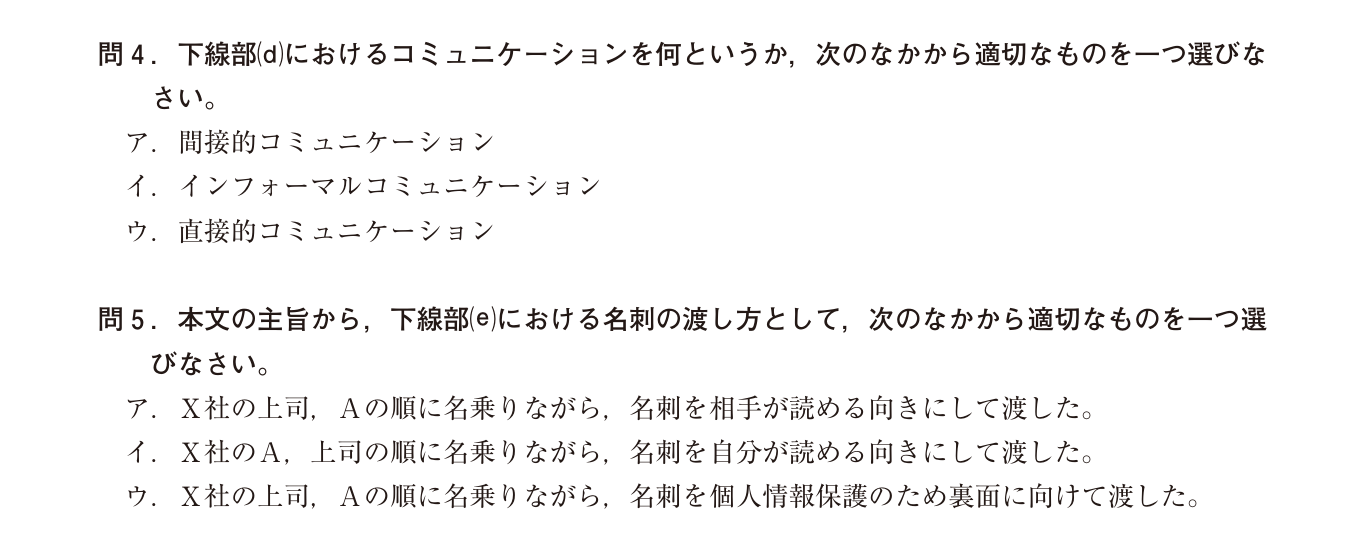 問4．下線部(d)におけるコミュニケーションを何というか，次のなかから適切なものを一つ選びな
さい。
ア．間接的コミュニケーション
イ．インフォーマルコミュニケーション
ウ．直接的コミュニケーション
問5．本文の主旨から，下線部(e)における名刺の渡し方として，次のなかから適切なものを一つ選
びなさい。
ア．Ｘ社の上司，Ａの順に名乗りながら，名刺を相手が読める向きにして渡した。
イ．Ｘ社のＡ，上司の順に名乗りながら，名刺を自分が読める向きにして渡した。
ウ．Ｘ社の上司，Ａの順に名乗りながら，名刺を個人情報保護のため裏面に向けて渡した。